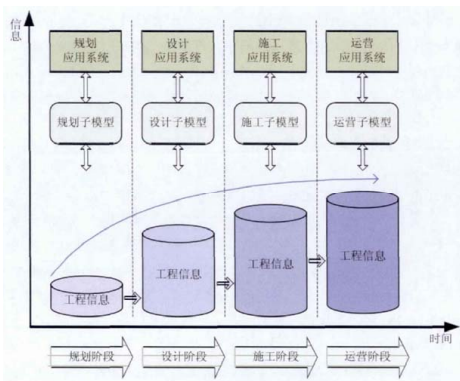 信息
规划
应用系统
设计
应用系统
施工
应用系统
运营
应用系统
规划子模型
设计子模型
施工子模型
运营子模型
工程信息
工程信息
工程信息
工程信息
时间
规划阶段
设计阶段
施工阶段
运营阶段